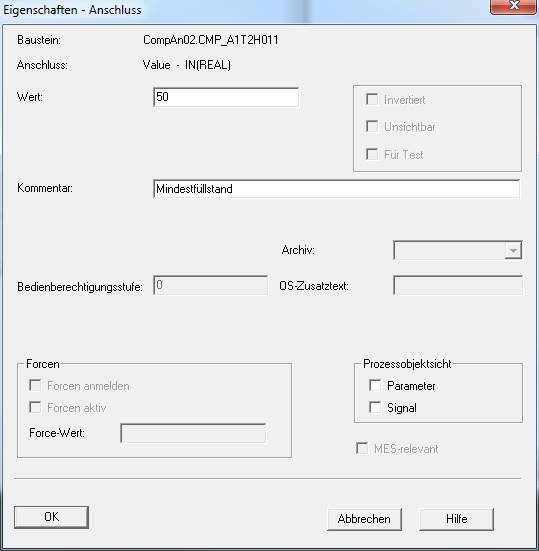 Eigenschaften - Anschluss
Baustein: CompAn02.CMP_A1T2H011
Anschluss: Value - IN(REAL)
Wert: 50
Invertiert
Unsichtbar
Für Test
Kommentar: Mindestfüllstand
Archiv:
Bedienberechtigungsstufe: 0 OS-Zusatztext:
Forcen
Prozessobjektsicht
Forcen anmelden
Parameter
Forcen aktiv
Signal
Force-Wert:
MES-relevant
OK Abbrechen Hilfe